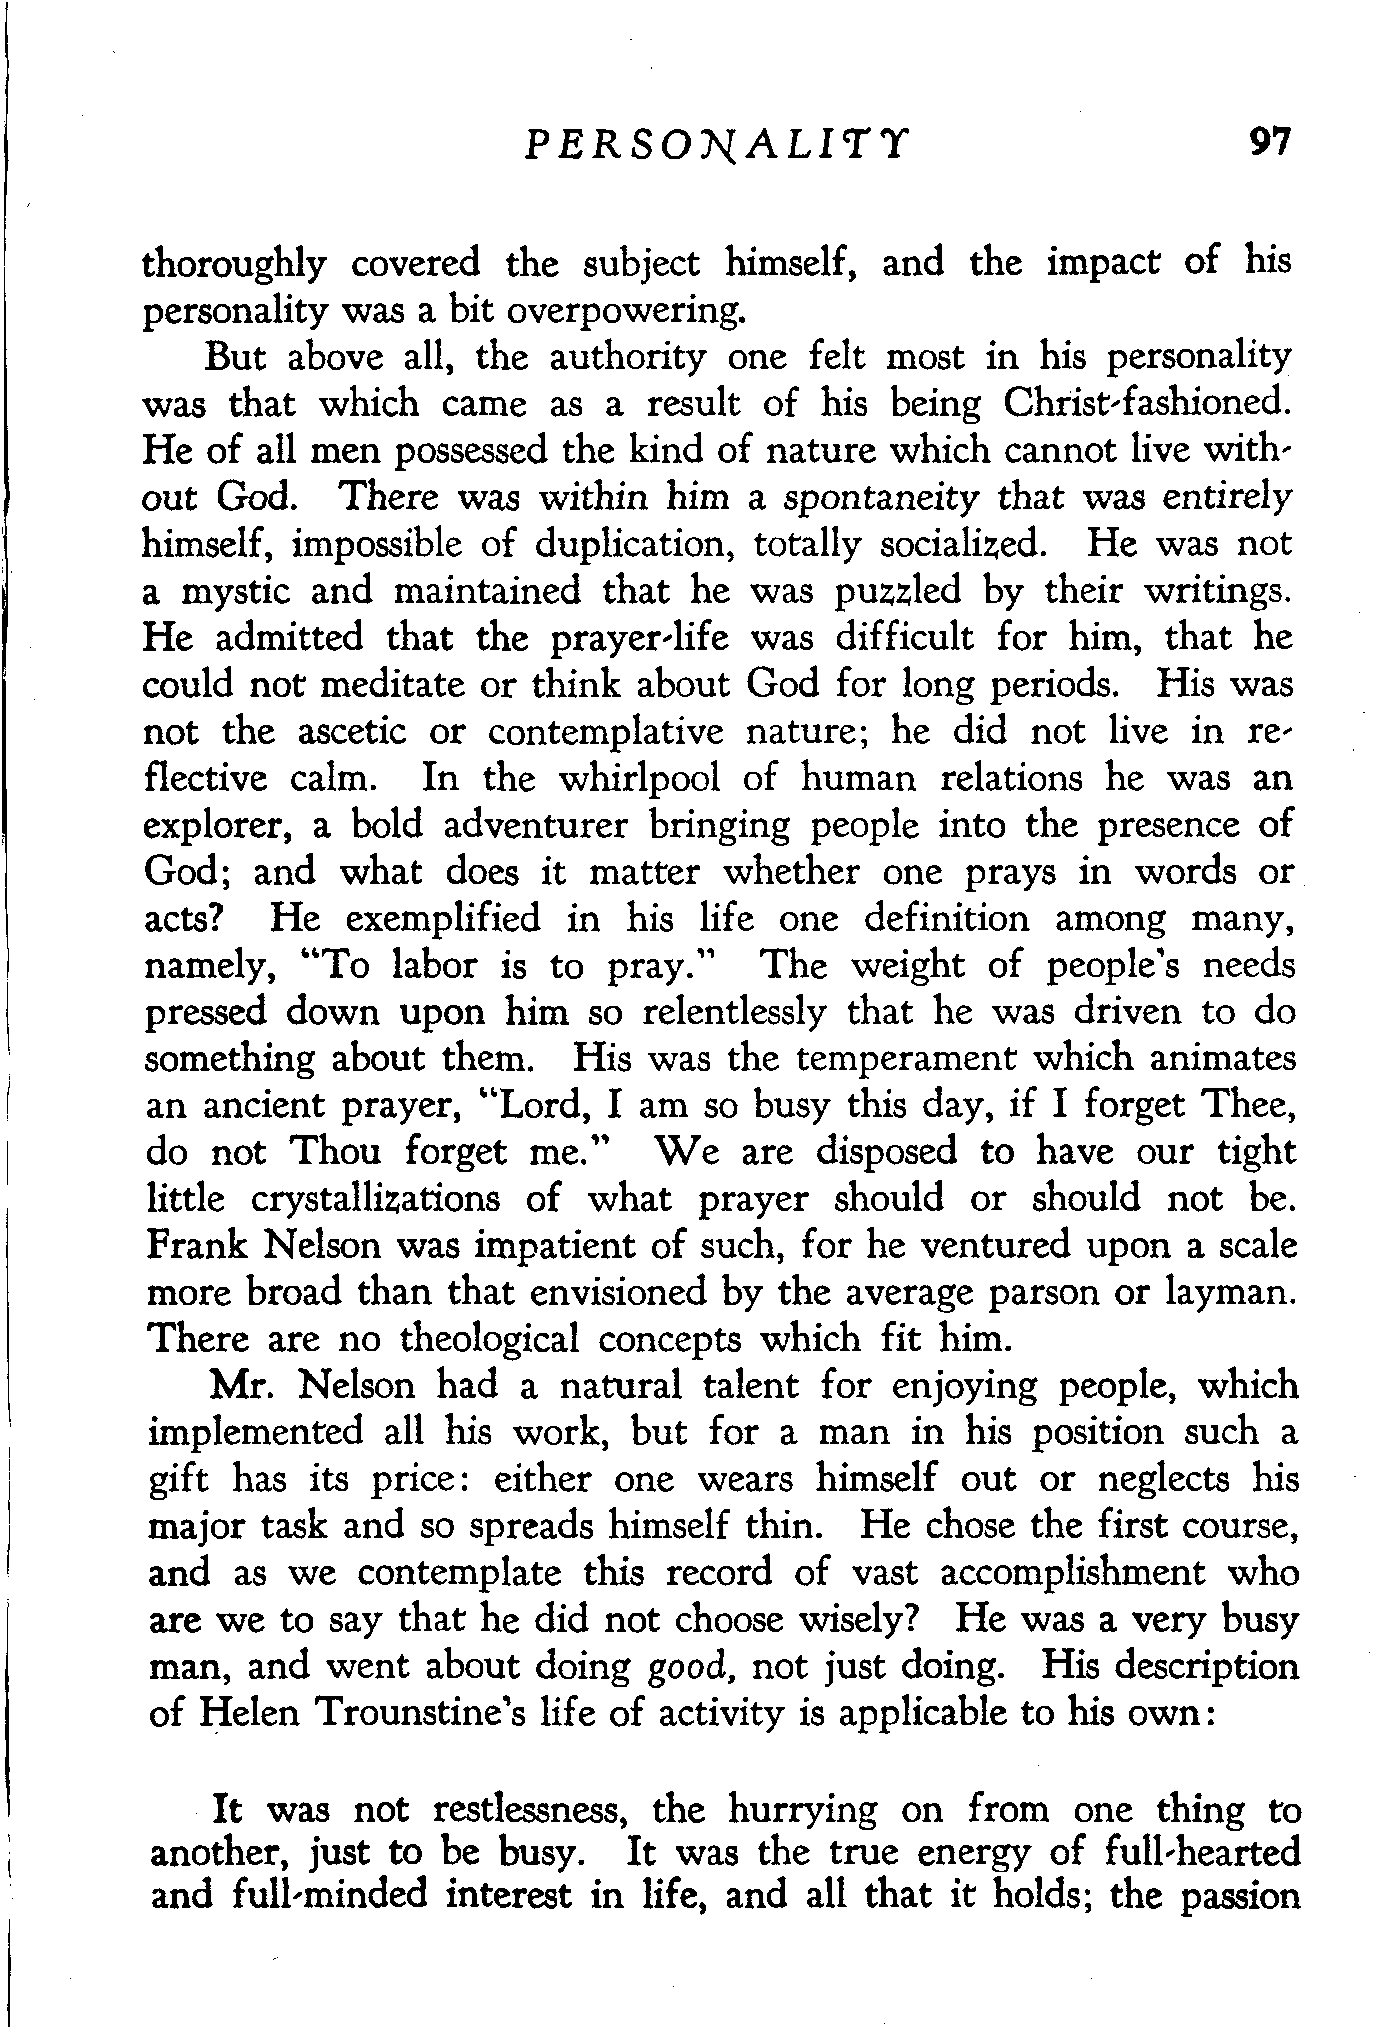 PERSONALITY 97
thoroughly covered the subject himself, and the impact of his
personality was a bit overpowering.
But above all, the authority one felt most in his personality
was that which came as a result of his being Christ-fashioned.
He of all men possessed the kind of nature which cannot live with-
out God. There was within him a spontaneity that was entirely
himself, impossible of duplication, totally socialized. He was not
a mystic and maintained that he was puzzled by their writings.
He admitted that the prayer-life was difficult for him, that he
could not meditate or think about God for long periods. His was
not the ascetic or contemplative nature; he did not live in re-
flective calm. In the whirlpool of human relations he was an
explorer, a bold adventurer bringing people into the presence of
God; and what does it matter whether one prays in words or
acts? He exemplified in his life one definition among many,
namely, "To labor is to pray." The weight of people's needs
pressed down upon him so relentlessly that he was driven to do
something about them. His was the temperament which animates
an ancient prayer, "Lord, I am so busy this day, if I forget Thee,
do not Thou forget me." We are disposed to have our tight
little crystallizations of what prayer should or should not be.
Frank Nelson was impatient of such, for he ventured upon a scale
more broad than that envisioned by the average parson or layman.
There are no theological concepts which fit him.
Mr. Nelson had a natural talent for enjoying people, which
implemented all his work, but for a man in his position such a
gift has its price: either one wears himself out or neglects his
major task and so spreads himself thin. He chose the first course,
and as we contemplate this record of vast accomplishment who
are we to say that he did not choose wisely? He was a very busy
man, and went about doing good, not just doing. His description
of Helen Trounstine's life of activity is applicable to his own:
It was not restlessness, the hurrying on from one thing to
another, just to be busy. It was the true energy of full-hearted
and full-minded interest in life, and all that it holds; the passion